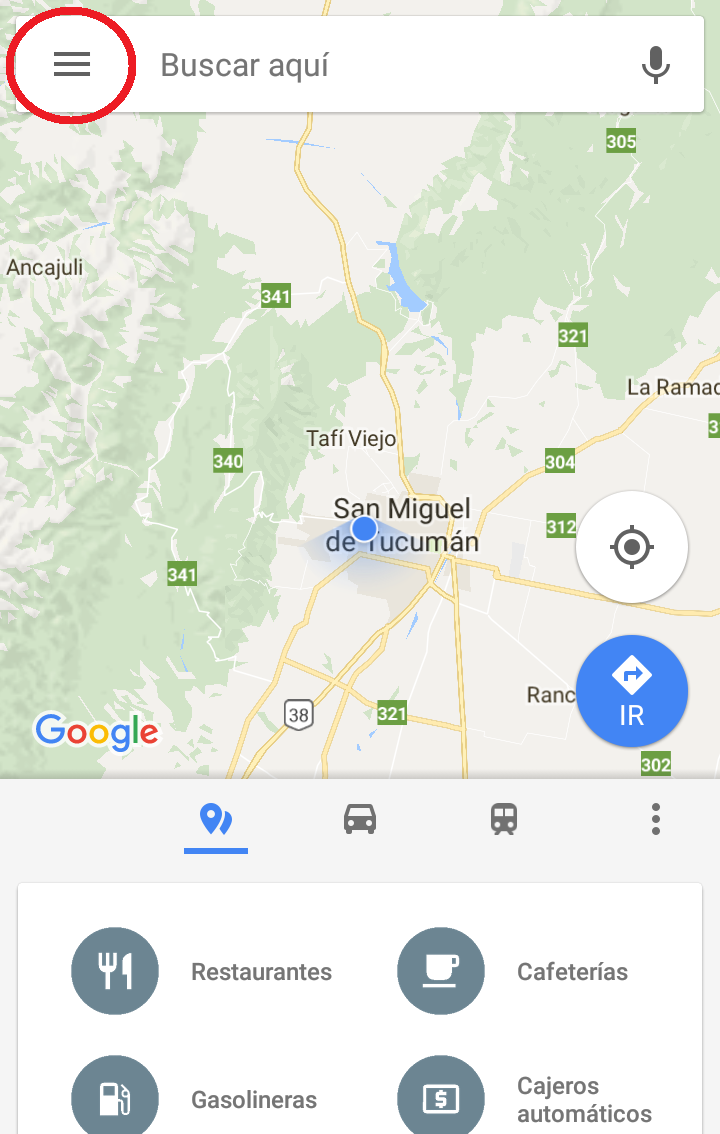 Buscar aquí
305
Ancajuli
341
321
La Ramad
Tafí Viejo
340
304
San Miguel
de Tucumán
312
341
Ranc
38
321
IR
Google
302
Restaurantes
Cafeterías
Gasolineras
Cajeros
automáticos